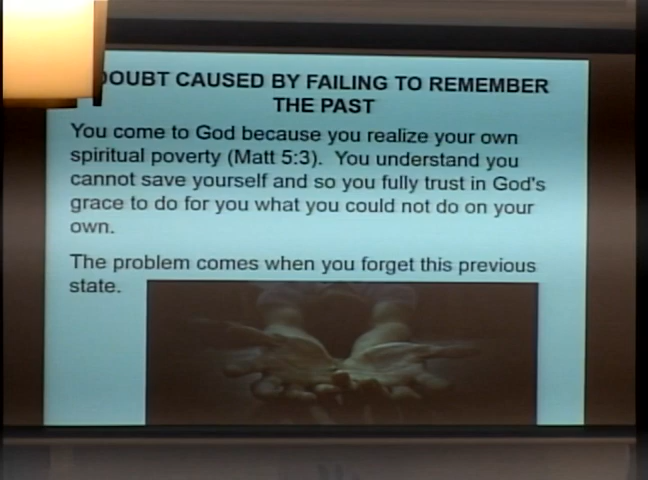 DOUBT CAUSED BY FAILING TO REMEMBER
THE PAST
You come to God because you realize your own
spiritual poverty (Matt 5:3). You understand you
cannot save yourself and so you fully trust in God's
grace to do for you what you could not do on your
own.
The problem comes when you forget this previous
state.